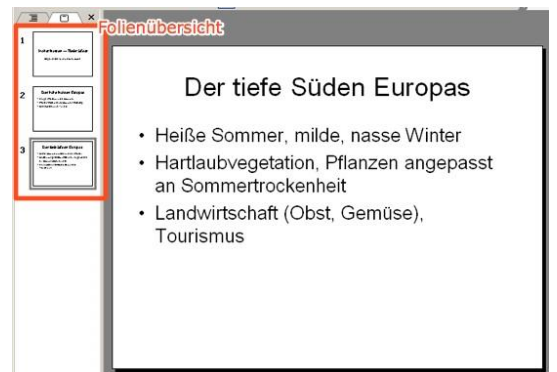 Folienübersicht
1
2
3
Der tiefe Süden Europas
• Heiße Sommer, milde, nasse Winter
• Hartlaubvegetation, Pflanzen angepasst
an Sommertrockenheit
• Landwirtschaft (Obst, Gemüse),
Tourismus